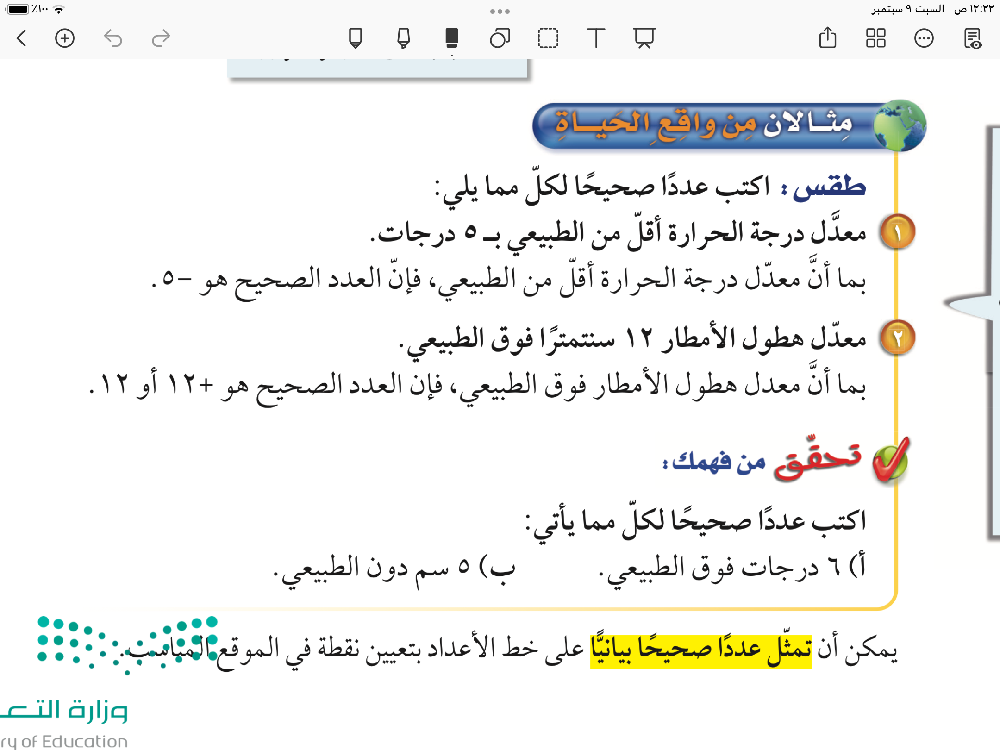 ١٢:٢٢ ص السبت ٩ سبتمبر
٪١٠٠
مِثـالان مِن واقِعِ الحَيـاةِ
طقس: اكتب عددًا صحيحًا لكلّ مما يلي:
١ معدَّل درجة الحرارة أقلّ من الطبيعي بـ ٥ درجات.
بما أنَّ معدّل درجة الحرارة أقلّ من الطبيعي، فإنّ العدد الصحيح هو −٥.
٢ معدّل هطول الأمطار ١٢ سنتمترًا فوق الطبيعي.
بما أنَّ معدل هطول الأمطار فوق الطبيعي، فإن العدد الصحيح هو +١٢ أو ١٢.
تحقّق من فهمك:
اكتب عددًا صحيحًا لكلّ مما يأتي:
أ) ٦ درجات فوق الطبيعي. ب) ٥ سم دون الطبيعي.
يمكن أن تمثّل عددًا صحيحًا بيانيًّا على خط الأعداد بتعيين نقطة في الموقع المناسب.
وزارة التعـ
ry of Education